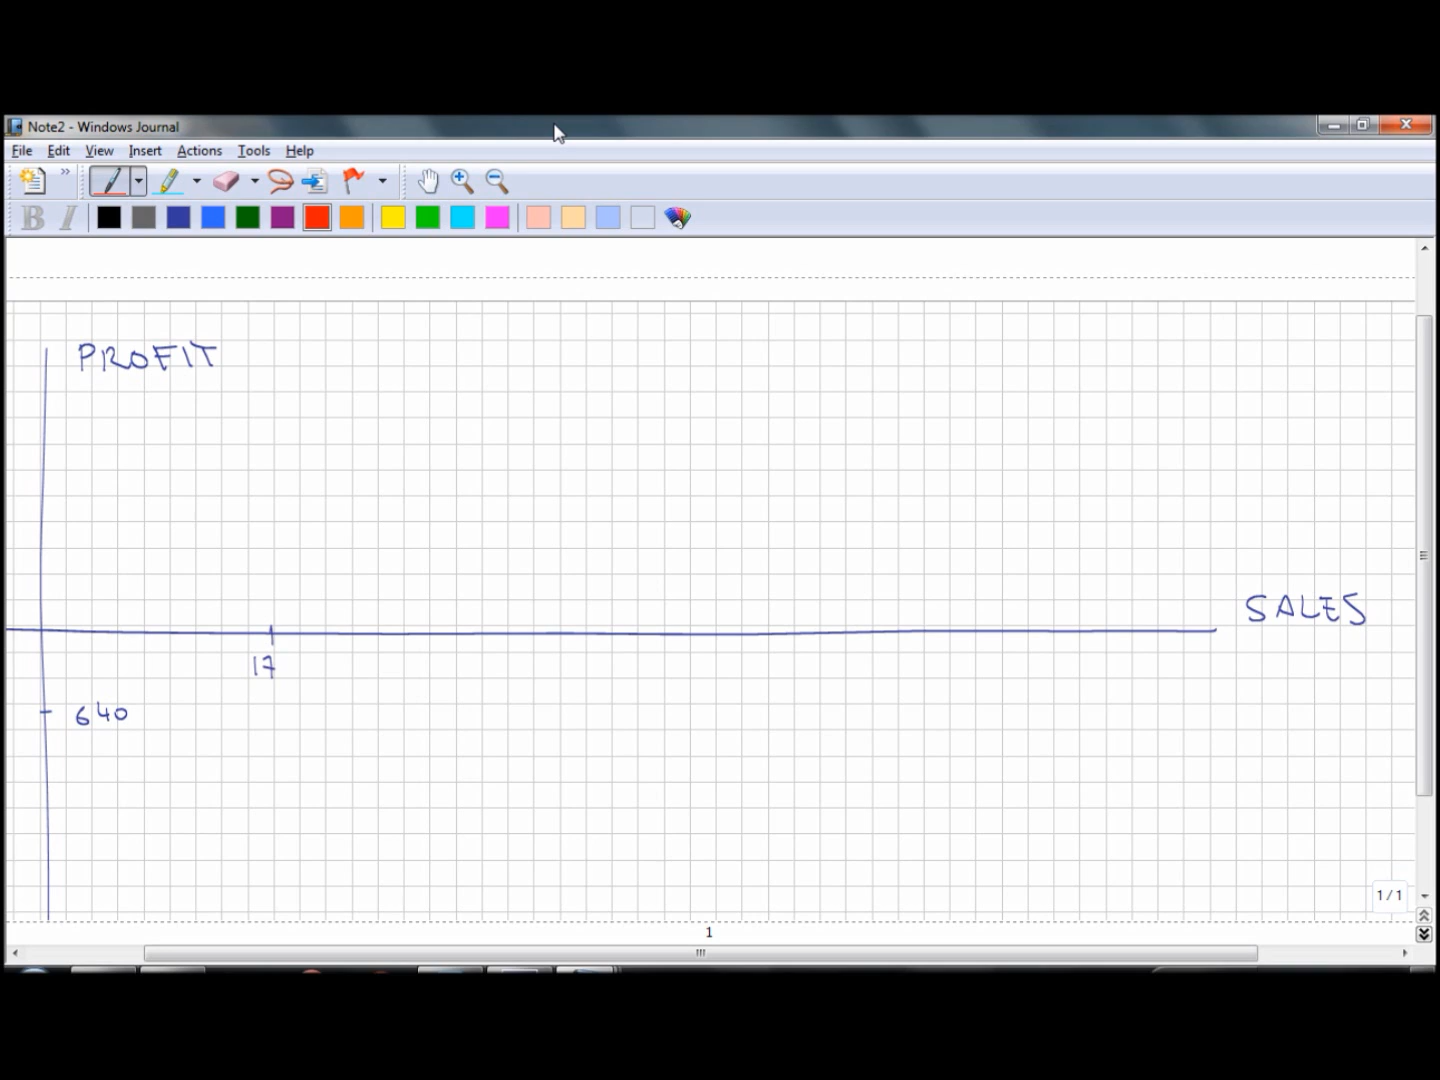 Note2 - Windows Journal
File Edit View Insert Actions Tools Help
B I
PROFIT
SALES
17
640
1/1
1